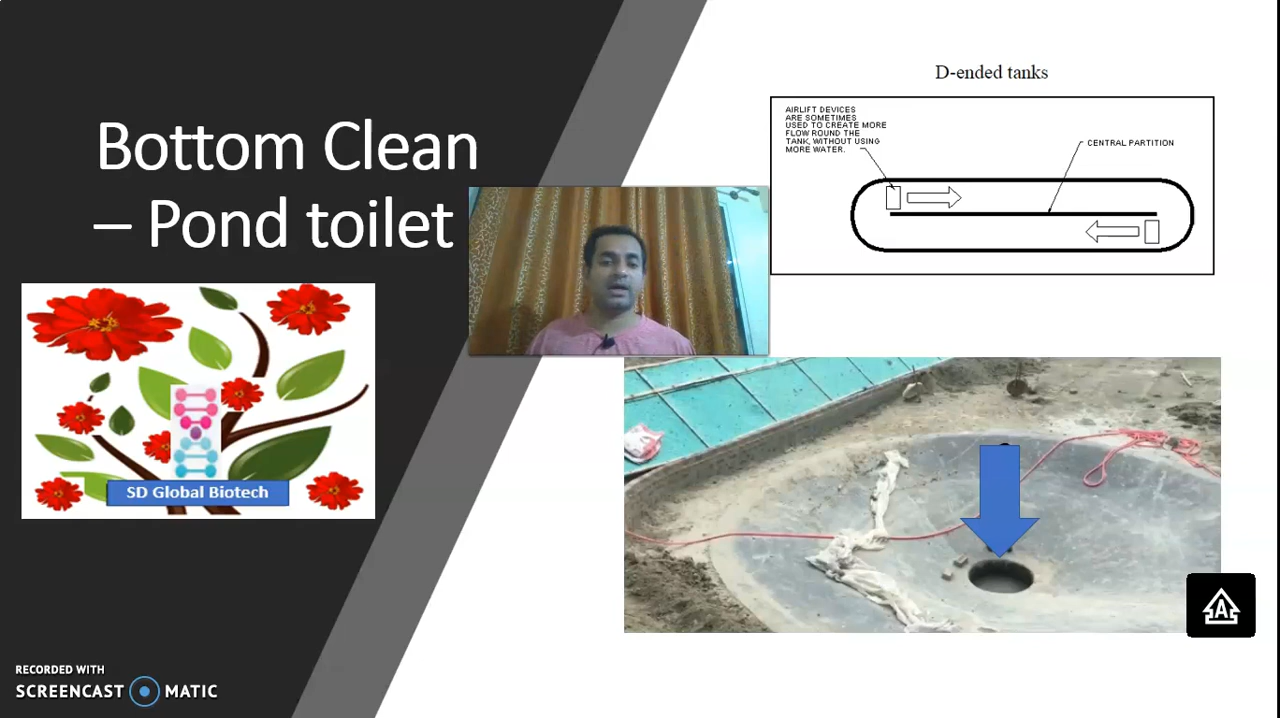 Bottom Clean
– Pond toilet
SD Global Biotech
RECORDED WITH
SCREENCAST MATIC
D-ended tanks
AIRLIFT DEVICES
ARE SOMETIMES
USED TO CREATE MORE
FLOW ROUND THE
TANK, WITHOUT USING
MORE WATER.
CENTRAL PARTITION
A